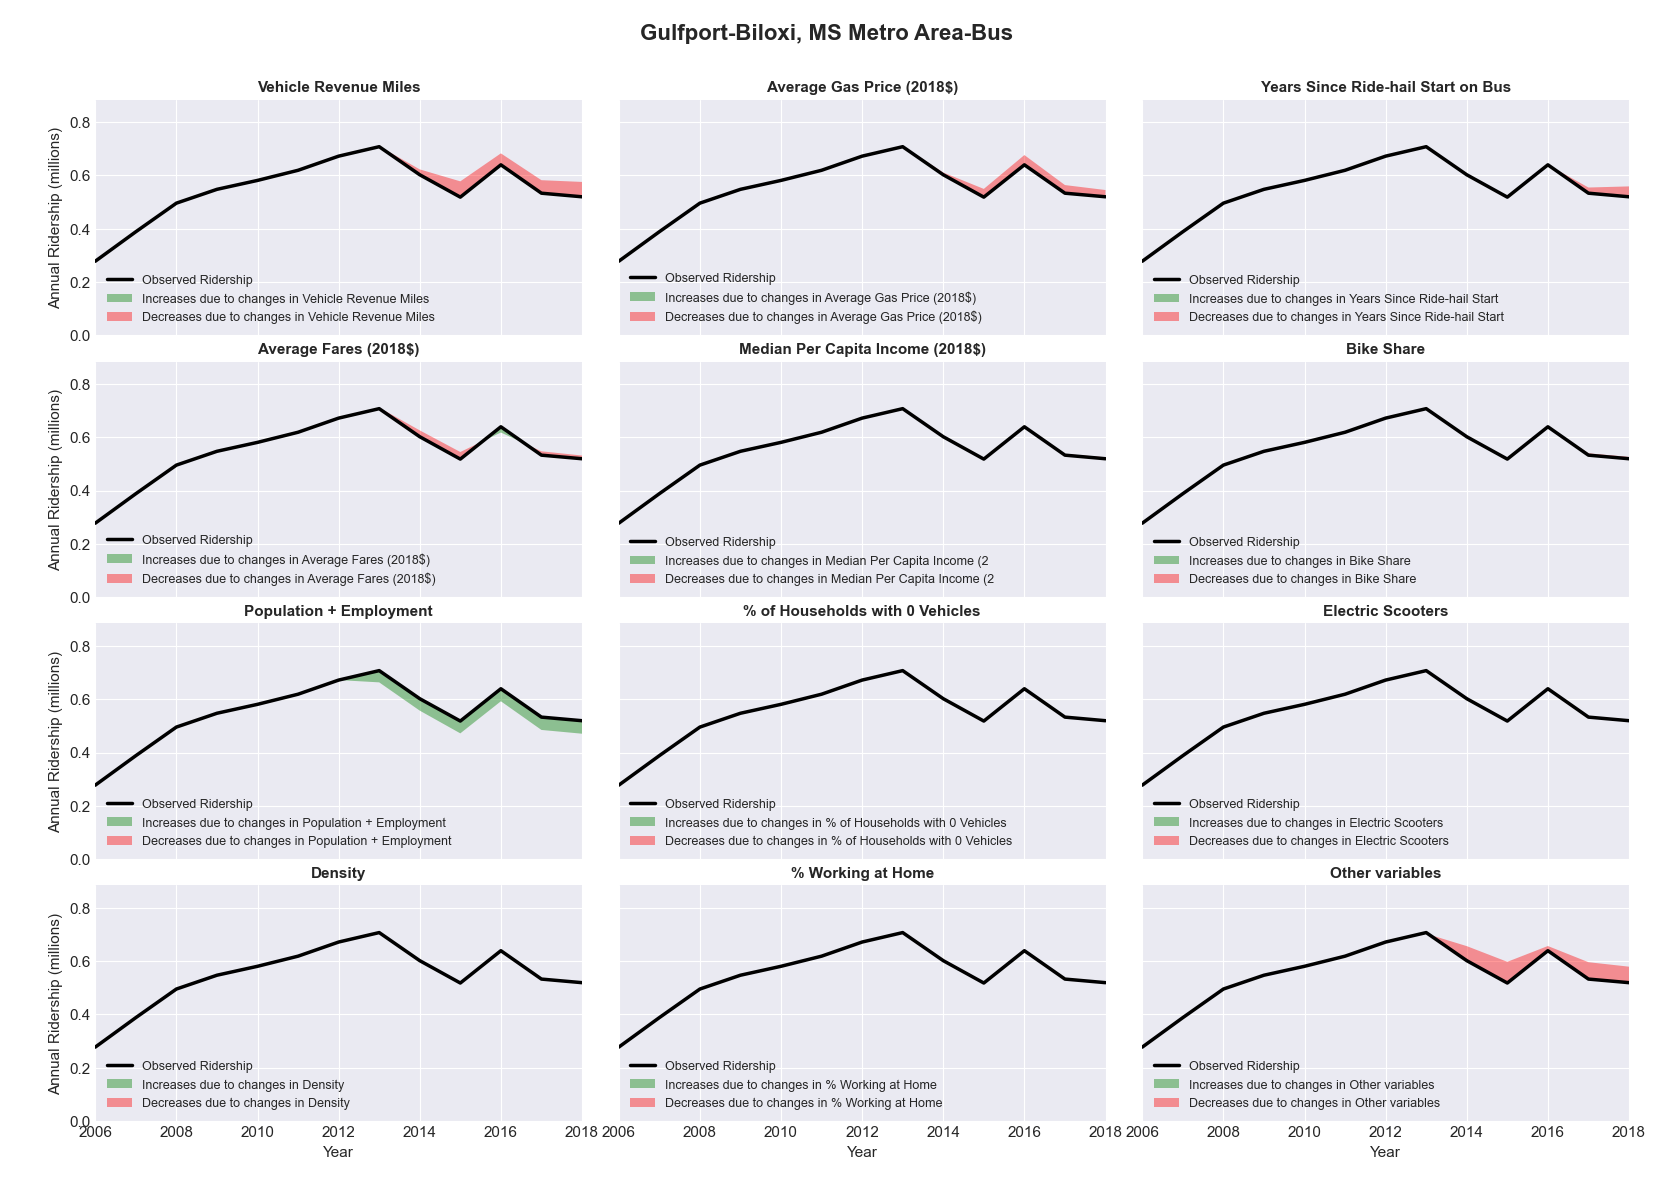 Gulfport-Biloxi, MS Metro Area-Bus
Vehicle Revenue Miles
Average Gas Price (2018$)
Years Since Ride-hail Start on Bus
Annual Ridership (millions)
0.8
0.6
0.4
0.2
0.0
Observed Ridership
Increases due to changes in Vehicle Revenue Miles
Decreases due to changes in Vehicle Revenue Miles
Observed Ridership
Increases due to changes in Average Gas Price (2018$)
Decreases due to changes in Average Gas Price (2018$)
Observed Ridership
Increases due to changes in Years Since Ride-hail Start
Decreases due to changes in Years Since Ride-hail Start
Average Fares (2018$)
Median Per Capita Income (2018$)
Bike Share
Annual Ridership (millions)
0.8
0.6
0.4
0.2
0.0
Observed Ridership
Increases due to changes in Average Fares (2018$)
Decreases due to changes in Average Fares (2018$)
Observed Ridership
Increases due to changes in Median Per Capita Income (2
Decreases due to changes in Median Per Capita Income (2
Observed Ridership
Increases due to changes in Bike Share
Decreases due to changes in Bike Share
Population + Employment
% of Households with 0 Vehicles
Electric Scooters
Annual Ridership (millions)
0.8
0.6
0.4
0.2
0.0
Observed Ridership
Increases due to changes in Population + Employment
Decreases due to changes in Population + Employment
Observed Ridership
Increases due to changes in % of Households with 0 Vehicles
Decreases due to changes in % of Households with 0 Vehicles
Observed Ridership
Increases due to changes in Electric Scooters
Decreases due to changes in Electric Scooters
Density
% Working at Home
Other variables
Annual Ridership (millions)
0.8
0.6
0.4
0.2
0.0
Observed Ridership
Increases due to changes in Density
Decreases due to changes in Density
Observed Ridership
Increases due to changes in % Working at Home
Decreases due to changes in % Working at Home
Observed Ridership
Increases due to changes in Other variables
Decreases due to changes in Other variables
2006 2008 2010 2012 2014 2016 2018
2006 2008 2010 2012 2014 2016 2018
2006 2008 2010 2012 2014 2016 2018
Year
Year
Year